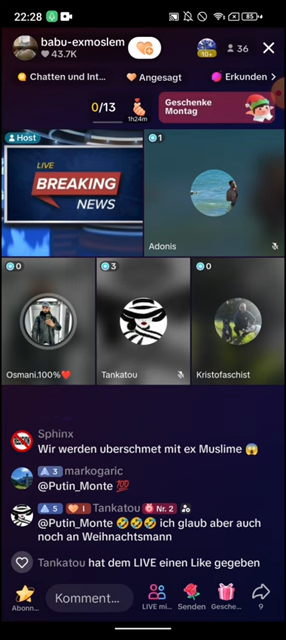 22:28
85
babu-exmoslem
43.7K
10+
36
Chatten und Int...
Angesagt
Erkunden
0/13
1h24m
Geschenke
Montag
Host
LIVE
BREAKING
NEWS
1
Adonis
0
Osmani.100%❤️
3
Tankatou
0
Kristofaschist
Sphinx
Wir werden uberschmet mit ex Muslime 😱
3 markogaric
@Putin_Monte 💯
5 I Tankatou Nr. 2
@Putin_Monte 🤣🤣🤣 ich glaub aber auch
noch an Weihnachtsmann
Tankatou hat dem LIVE einen Like gegeben
Abonn...
Komment...
LIVE mi...
Senden
Gesche...
9